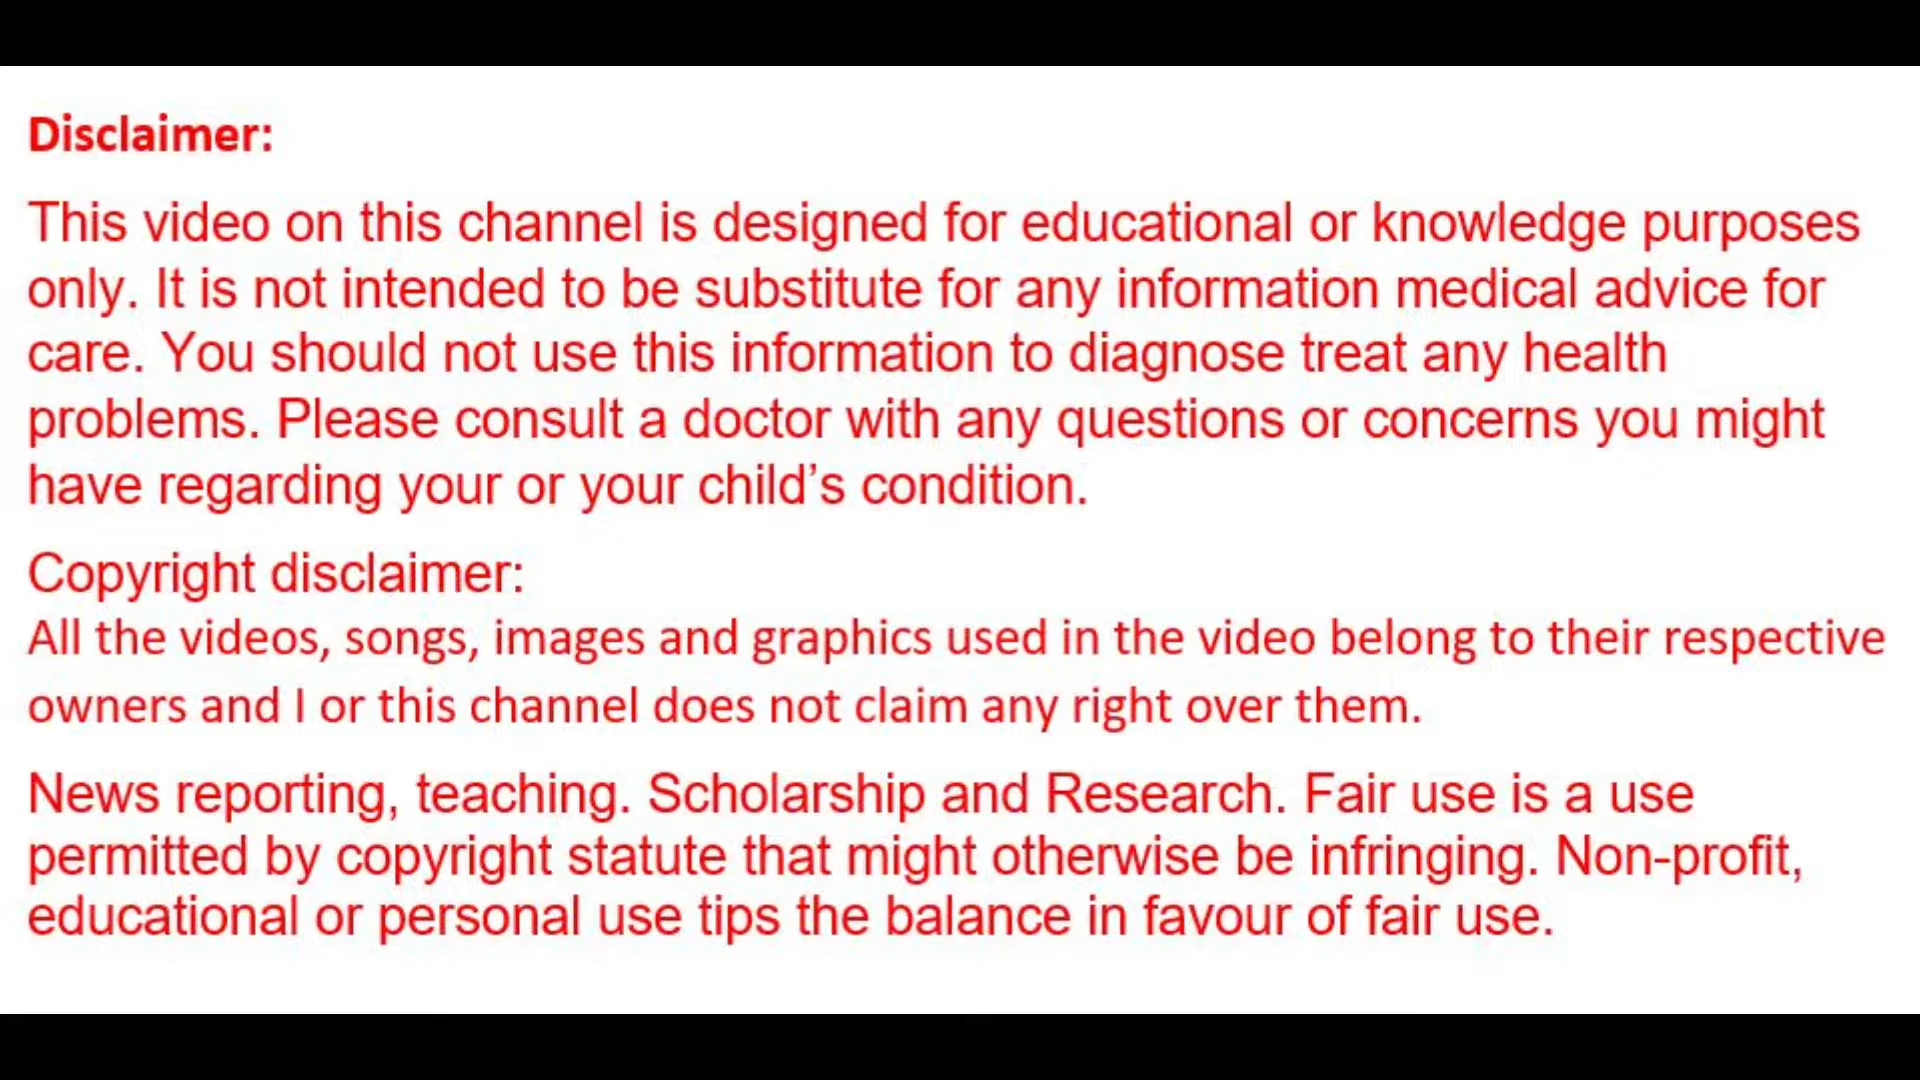 Disclaimer:
This video on this channel is designed for educational or knowledge purposes
only. It is not intended to be substitute for any information medical advice for
care. You should not use this information to diagnose treat any health
problems. Please consult a doctor with any questions or concerns you might
have regarding your or your child’s condition.
Copyright disclaimer:
All the videos, songs, images and graphics used in the video belong to their respective
owners and I or this channel does not claim any right over them.
News reporting, teaching. Scholarship and Research. Fair use is a use
permitted by copyright statute that might otherwise be infringing. Non-profit,
educational or personal use tips the balance in favour of fair use.